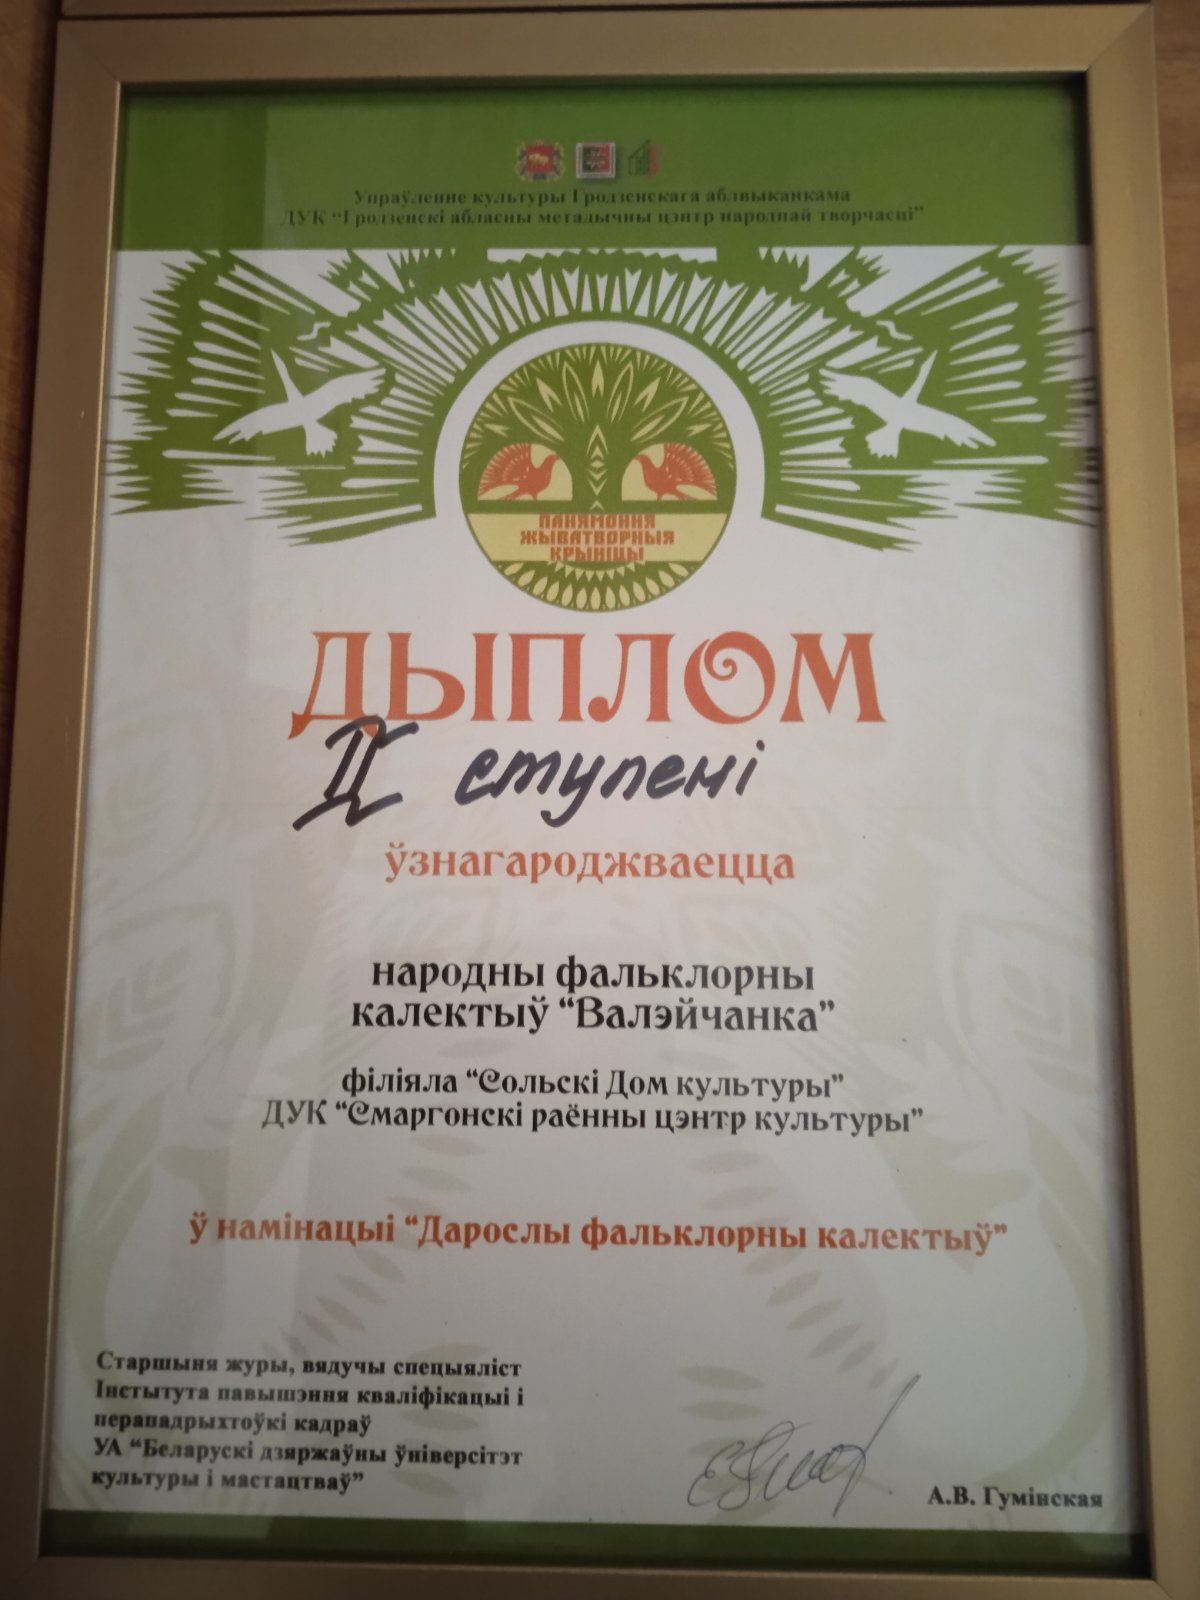 Упраўленне культуры Гродзенскага аблвыканкама
ДУК “Гродзенскі абласны метадычны цэнтр народнай творчасці”
ПАНЯМОННЯ
ЖЫВАТВОРНЫЯ
КРЫНІЦЫ
ДЫПЛОМ
II ступені
ўзнагароджваецца
народны фальклорны
калектыў “Валэйчанка”
філіяла “Сольскі Дом культуры”
ДУК “Смаргонскі раённы цэнтр культуры”
ў намінацыі “Дарослы фальклорны калектыў”
Старшыня журы, вядучы спецыяліст
Інстытута павышэння кваліфікацыі і
перападрыхтоўкі кадраў
УА “Беларускі дзяржаўны ўніверсітэт
культуры і мастацтваў”
А.В. Гумінская